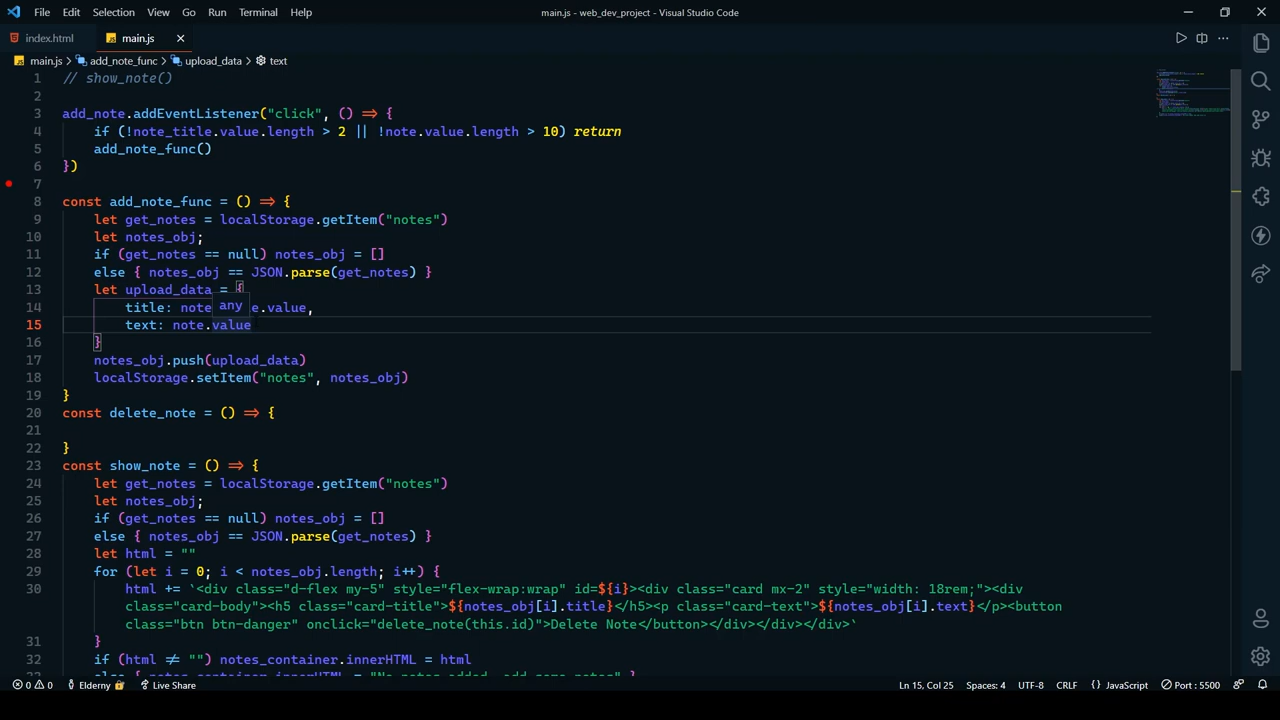 File Edit Selection View Go Run Terminal Help main.js - web_dev_project - Visual Studio Code
index.html main.js
main.js > add_note_func > upload_data > text
1 // show_note()
2
3 add_note.addEventListener("click", () => {
4 if (!note_title.value.length > 2 || !note.value.length > 10) return
5 add_note_func()
6 })
7
8 const add_note_func = () => {
9 let get_notes = localStorage.getItem("notes")
10 let notes_obj;
11 if (get_notes == null) notes_obj = []
12 else { notes_obj == JSON.parse(get_notes) }
13 let upload_data = {
any
14 title: note e.value,
15 text: note.value
16 }
17 notes_obj.push(upload_data)
18 localStorage.setItem("notes", notes_obj)
19 }
20 const delete_note = () => {
21
22 }
23 const show_note = () => {
24 let get_notes = localStorage.getItem("notes")
25 let notes_obj;
26 if (get_notes == null) notes_obj = []
27 else { notes_obj == JSON.parse(get_notes) }
28 let html = ""
29 for (let i = 0; i < notes_obj.length; i++) {
30 html += `<div class="d-flex my-5" style="flex-wrap:wrap" id=${i}><div class="card mx-2" style="width: 18rem;"><div
class="card-body"><h5 class="card-title">${notes_obj[i].title}</h5><p class="card-text">${notes_obj[i].text}</p><button
class="btn btn-danger" onclick="delete_note(this.id)">Delete Note</button></div></div></div>`
31 }
32 if (html != "") notes_container.innerHTML = html
else { notes_container.innerHTML = "No notes added, add some notes" }
0 0 Elderny Live Share Ln 15, Col 25 Spaces: 4 UTF-8 CRLF {} JavaScript Port : 5500